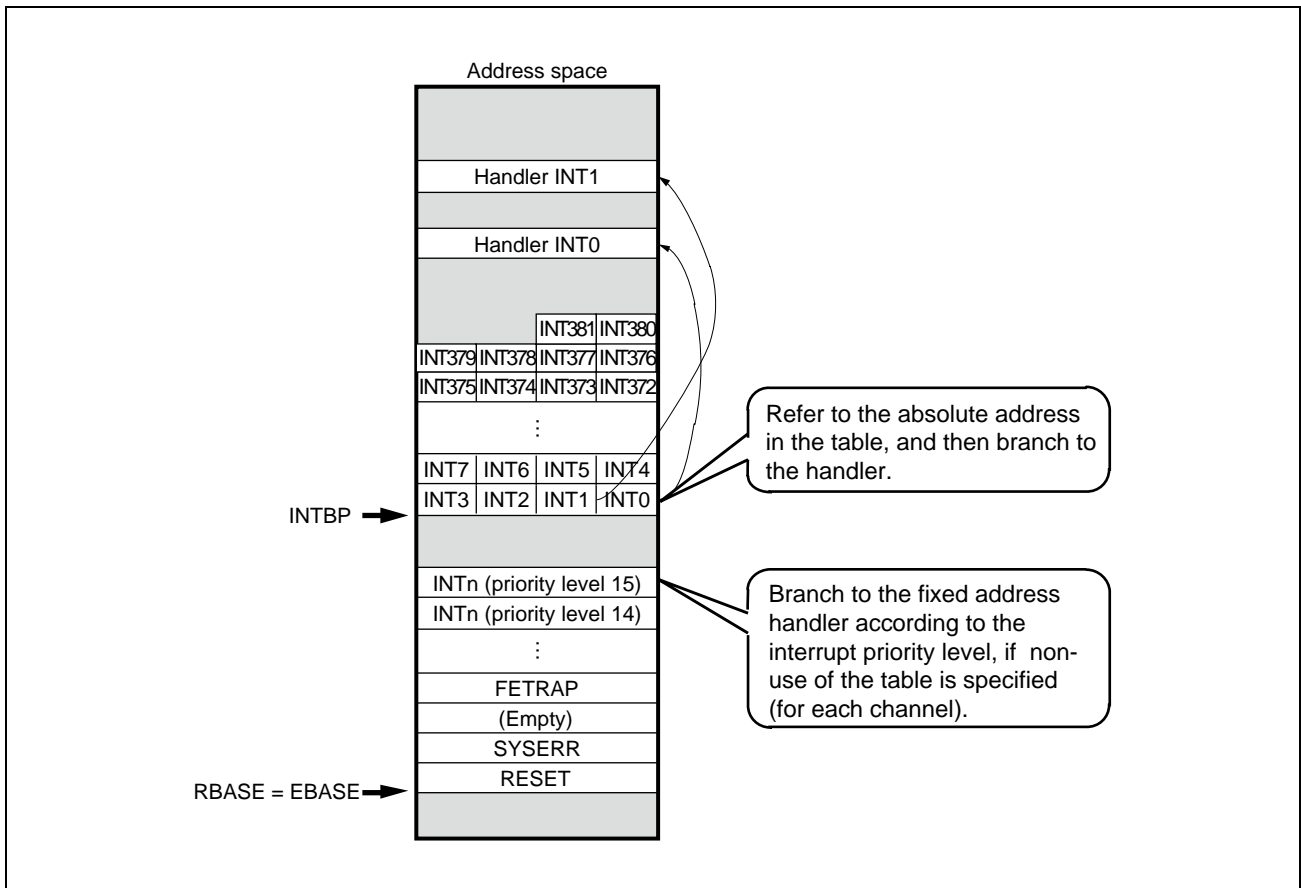 Address space
Handler INT1
Handler INT0
INT381 INT380
INT379 INT378 INT377 INT376
INT375 INT374 INT373 INT372
⋮
INT7 INT6 INT5 INT4
INT3 INT2 INT1 INT0
INTBP
INTn (priority level 15)
INTn (priority level 14)
⋮
FETRAP
(Empty)
SYSERR
RESET
RBASE = EBASE
Refer to the absolute address
in the table, and then branch to
the handler.
Branch to the fixed address
handler according to the
interrupt priority level, if non-
use of the table is specified
(for each channel).